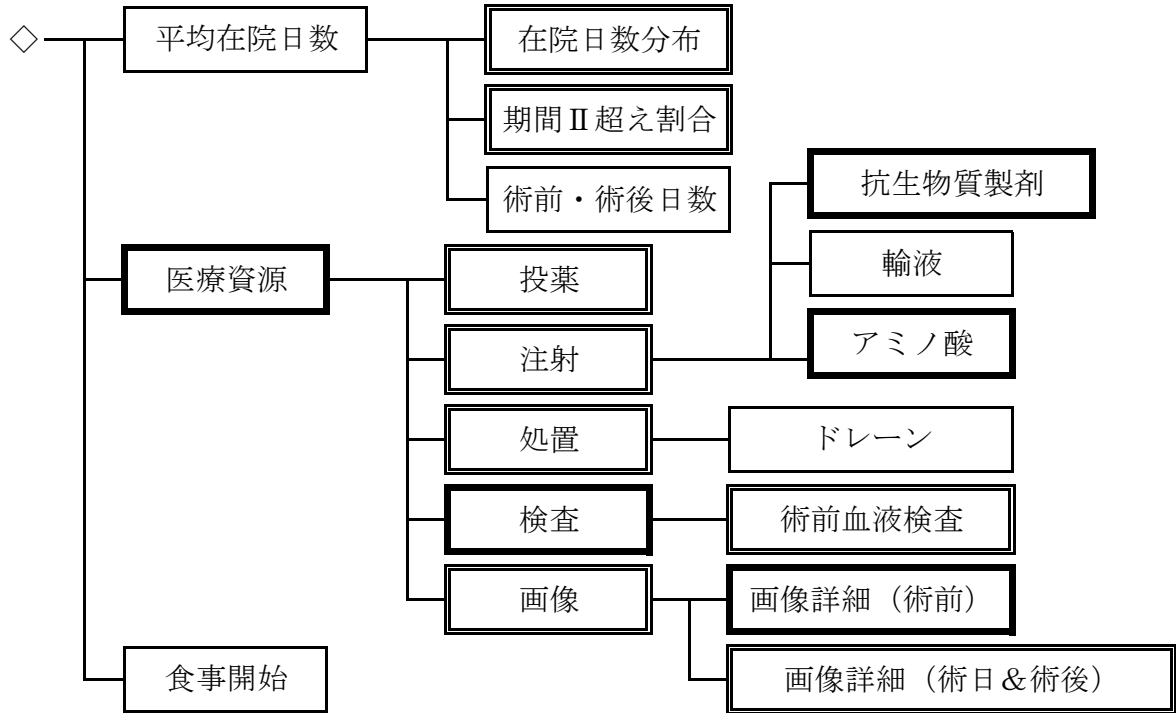 平均在院日数
在院日数分布
期間Ⅱ超え割合
術前・術後日数
医療資源
投薬
注射
抗生物質製剤
輸液
アミノ酸
処置
ドレーン
検査
術前血液検査
画像
画像詳細（術前）
画像詳細（術日＆術後）
食事開始